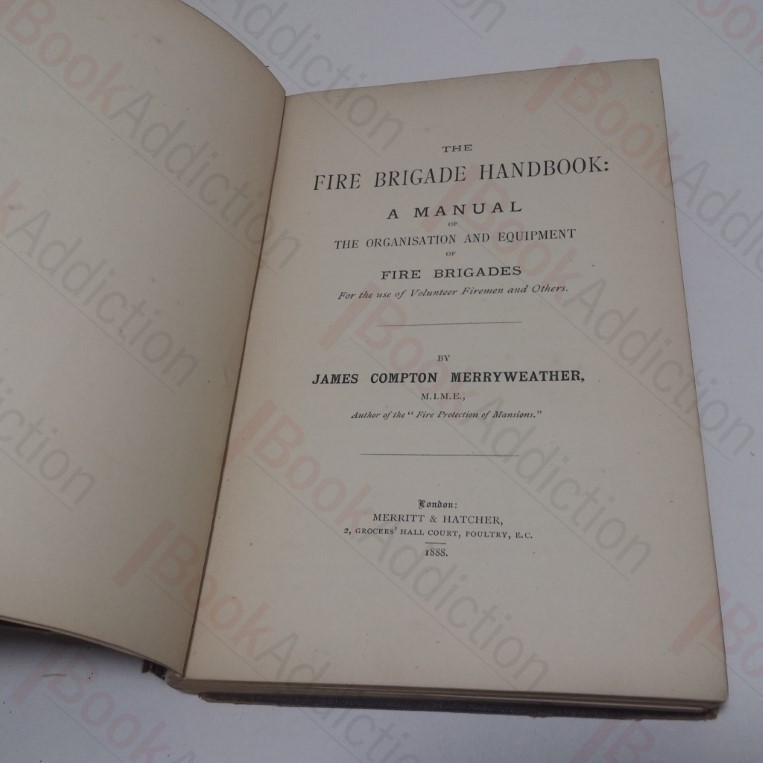 THE
FIRE BRIGADE HANDBOOK:
A MANUAL
OF
THE ORGANISATION AND EQUIPMENT
OF
FIRE BRIGADES
For the use of Volunteer Firemen and Others.
BY
JAMES COMPTON MERRYWEATHER,
M.I.M.E.,
Author of the "Fire Protection of Mansions."
London:
MERRITT & HATCHER,
2, GROCERS' HALL COURT, POULTRY, E.C.
1888.
BookAddiction